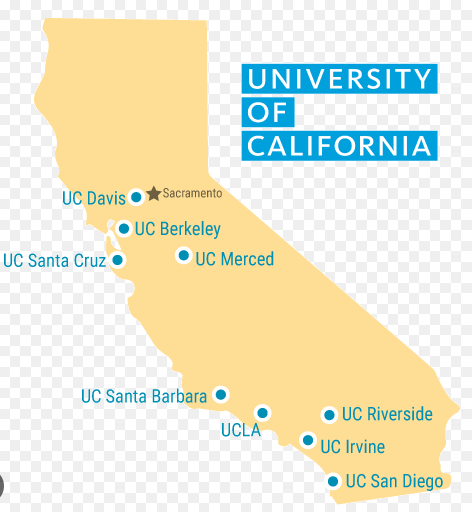 UNIVERSITY
OF
CALIFORNIA
UC Davis
Sacramento
UC Berkeley
UC Santa Cruz
UC Merced
UC Santa Barbara
UCLA
UC Riverside
UC Irvine
UC San Diego